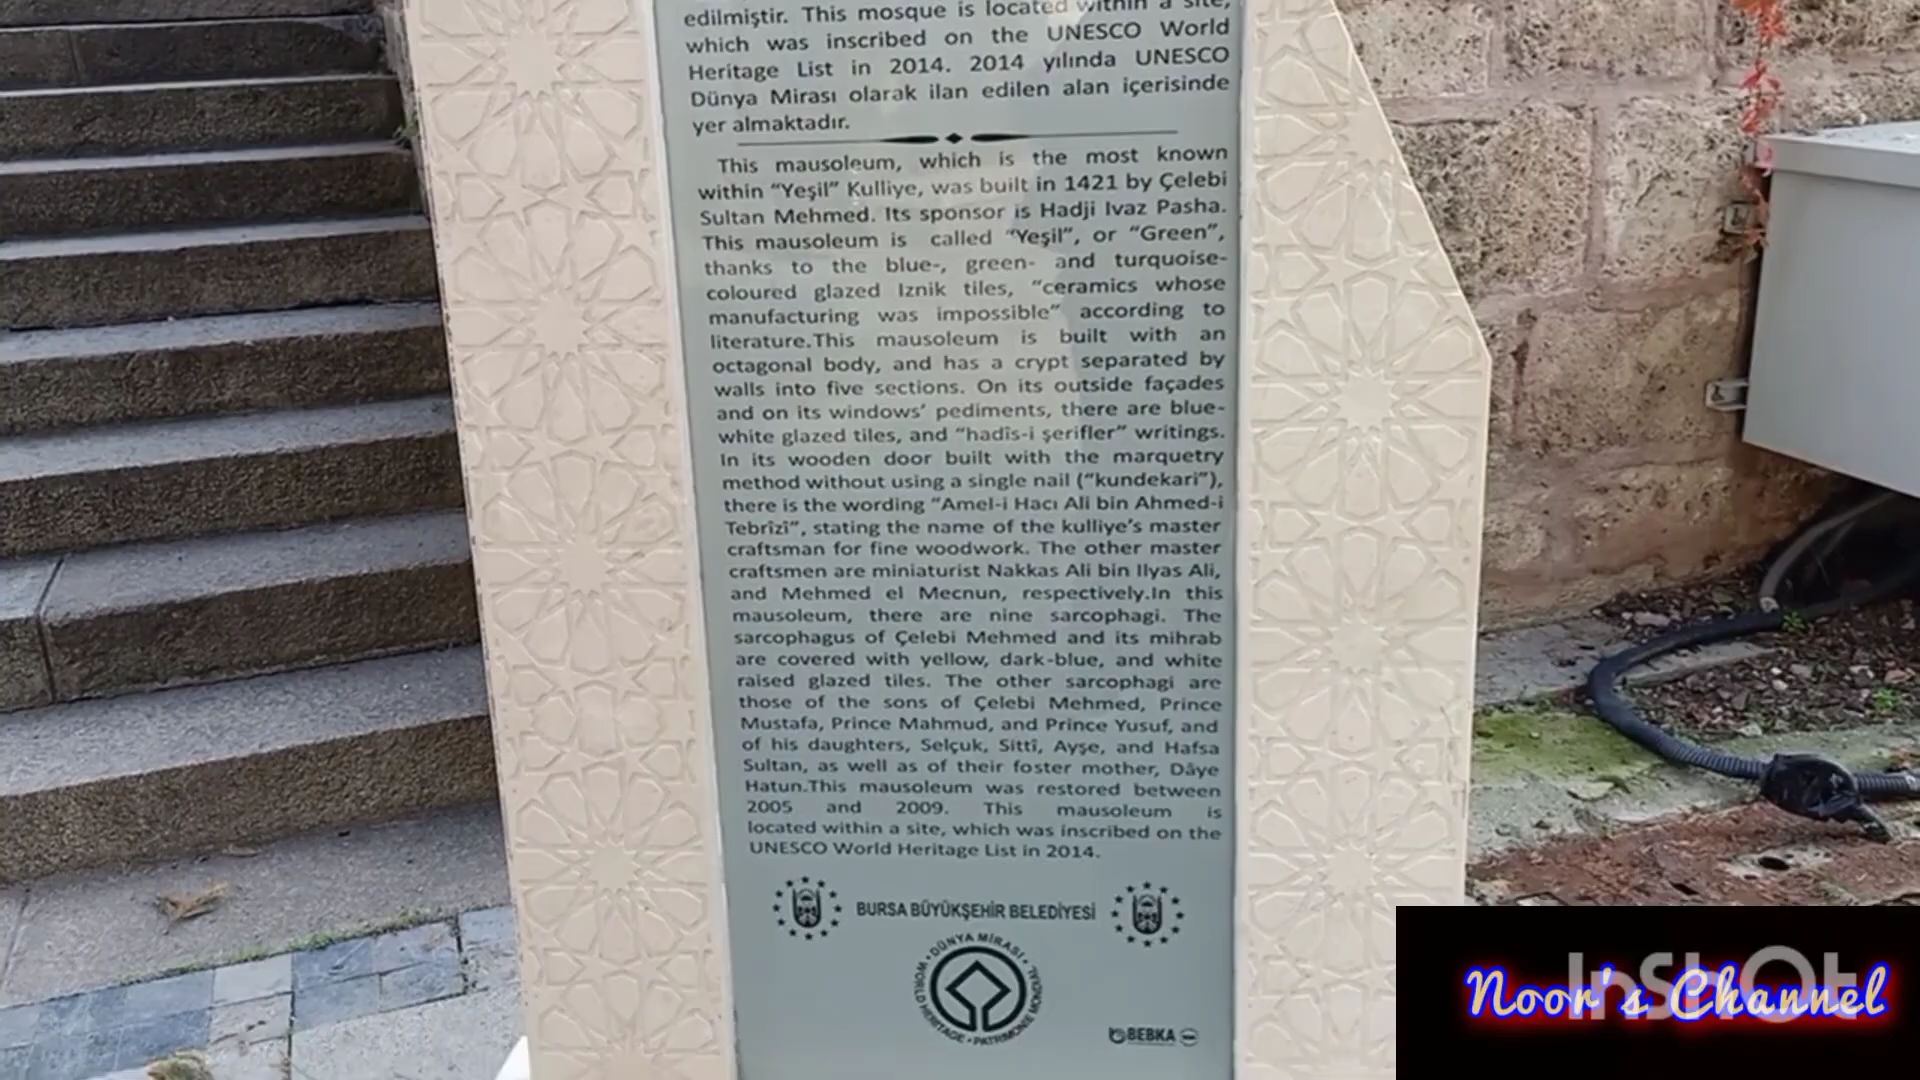 edilmiştir. This mosque is located within a site,
which was inscribed on the UNESCO World
Heritage List in 2014. 2014 yılında UNESCO
Dünya Mirası olarak ilan edilen alan içerisinde
yer almaktadır.
This mausoleum, which is the most known
within “Yeşil” Kulliye, was built in 1421 by Çelebi
Sultan Mehmed. Its sponsor is Hadji Ivaz Pasha.
This mausoleum is called “Yeşil”, or “Green”,
thanks to the blue-, green- and turquoise-
coloured glazed Iznik tiles, “ceramics whose
manufacturing was impossible” according to
literature.This mausoleum is built with an
octagonal body, and has a crypt separated by
walls into five sections. On its outside façades
and on its windows’ pediments, there are blue-
white glazed tiles, and “hadîs-i şerifler” writings.
In its wooden door built with the marquetry
method without using a single nail (“kundekari”),
there is the wording “Amel-i Hacı Ali bin Ahmed-i
Tebrîzî”, stating the name of the kulliye’s master
craftsman for fine woodwork. The other master
craftsmen are miniaturist Nakkas Ali bin Ilyas Ali,
and Mehmed el Mecnun, respectively.In this
mausoleum, there are nine sarcophagi. The
sarcophagus of Çelebi Mehmed and its mihrab
are covered with yellow, dark-blue, and white
raised glazed tiles. The other sarcophagi are
those of the sons of Çelebi Mehmed, Prince
Mustafa, Prince Mahmud, and Prince Yusuf, and
of his daughters, Selçuk, Sittî, Ayşe, and Hafsa
Sultan, as well as of their foster mother, Dâye
Hatun.This mausoleum was restored between
2005 and 2009. This mausoleum is
located within a site, which was inscribed on the
UNESCO World Heritage List in 2014.
BURSA BÜYÜKŞEHİR BELEDİYESİ
DÜNYA MİRASI • WORLD HERITAGE • PATRIMOINE MONDIAL
BEBKA
InShOt
Noor's Channel